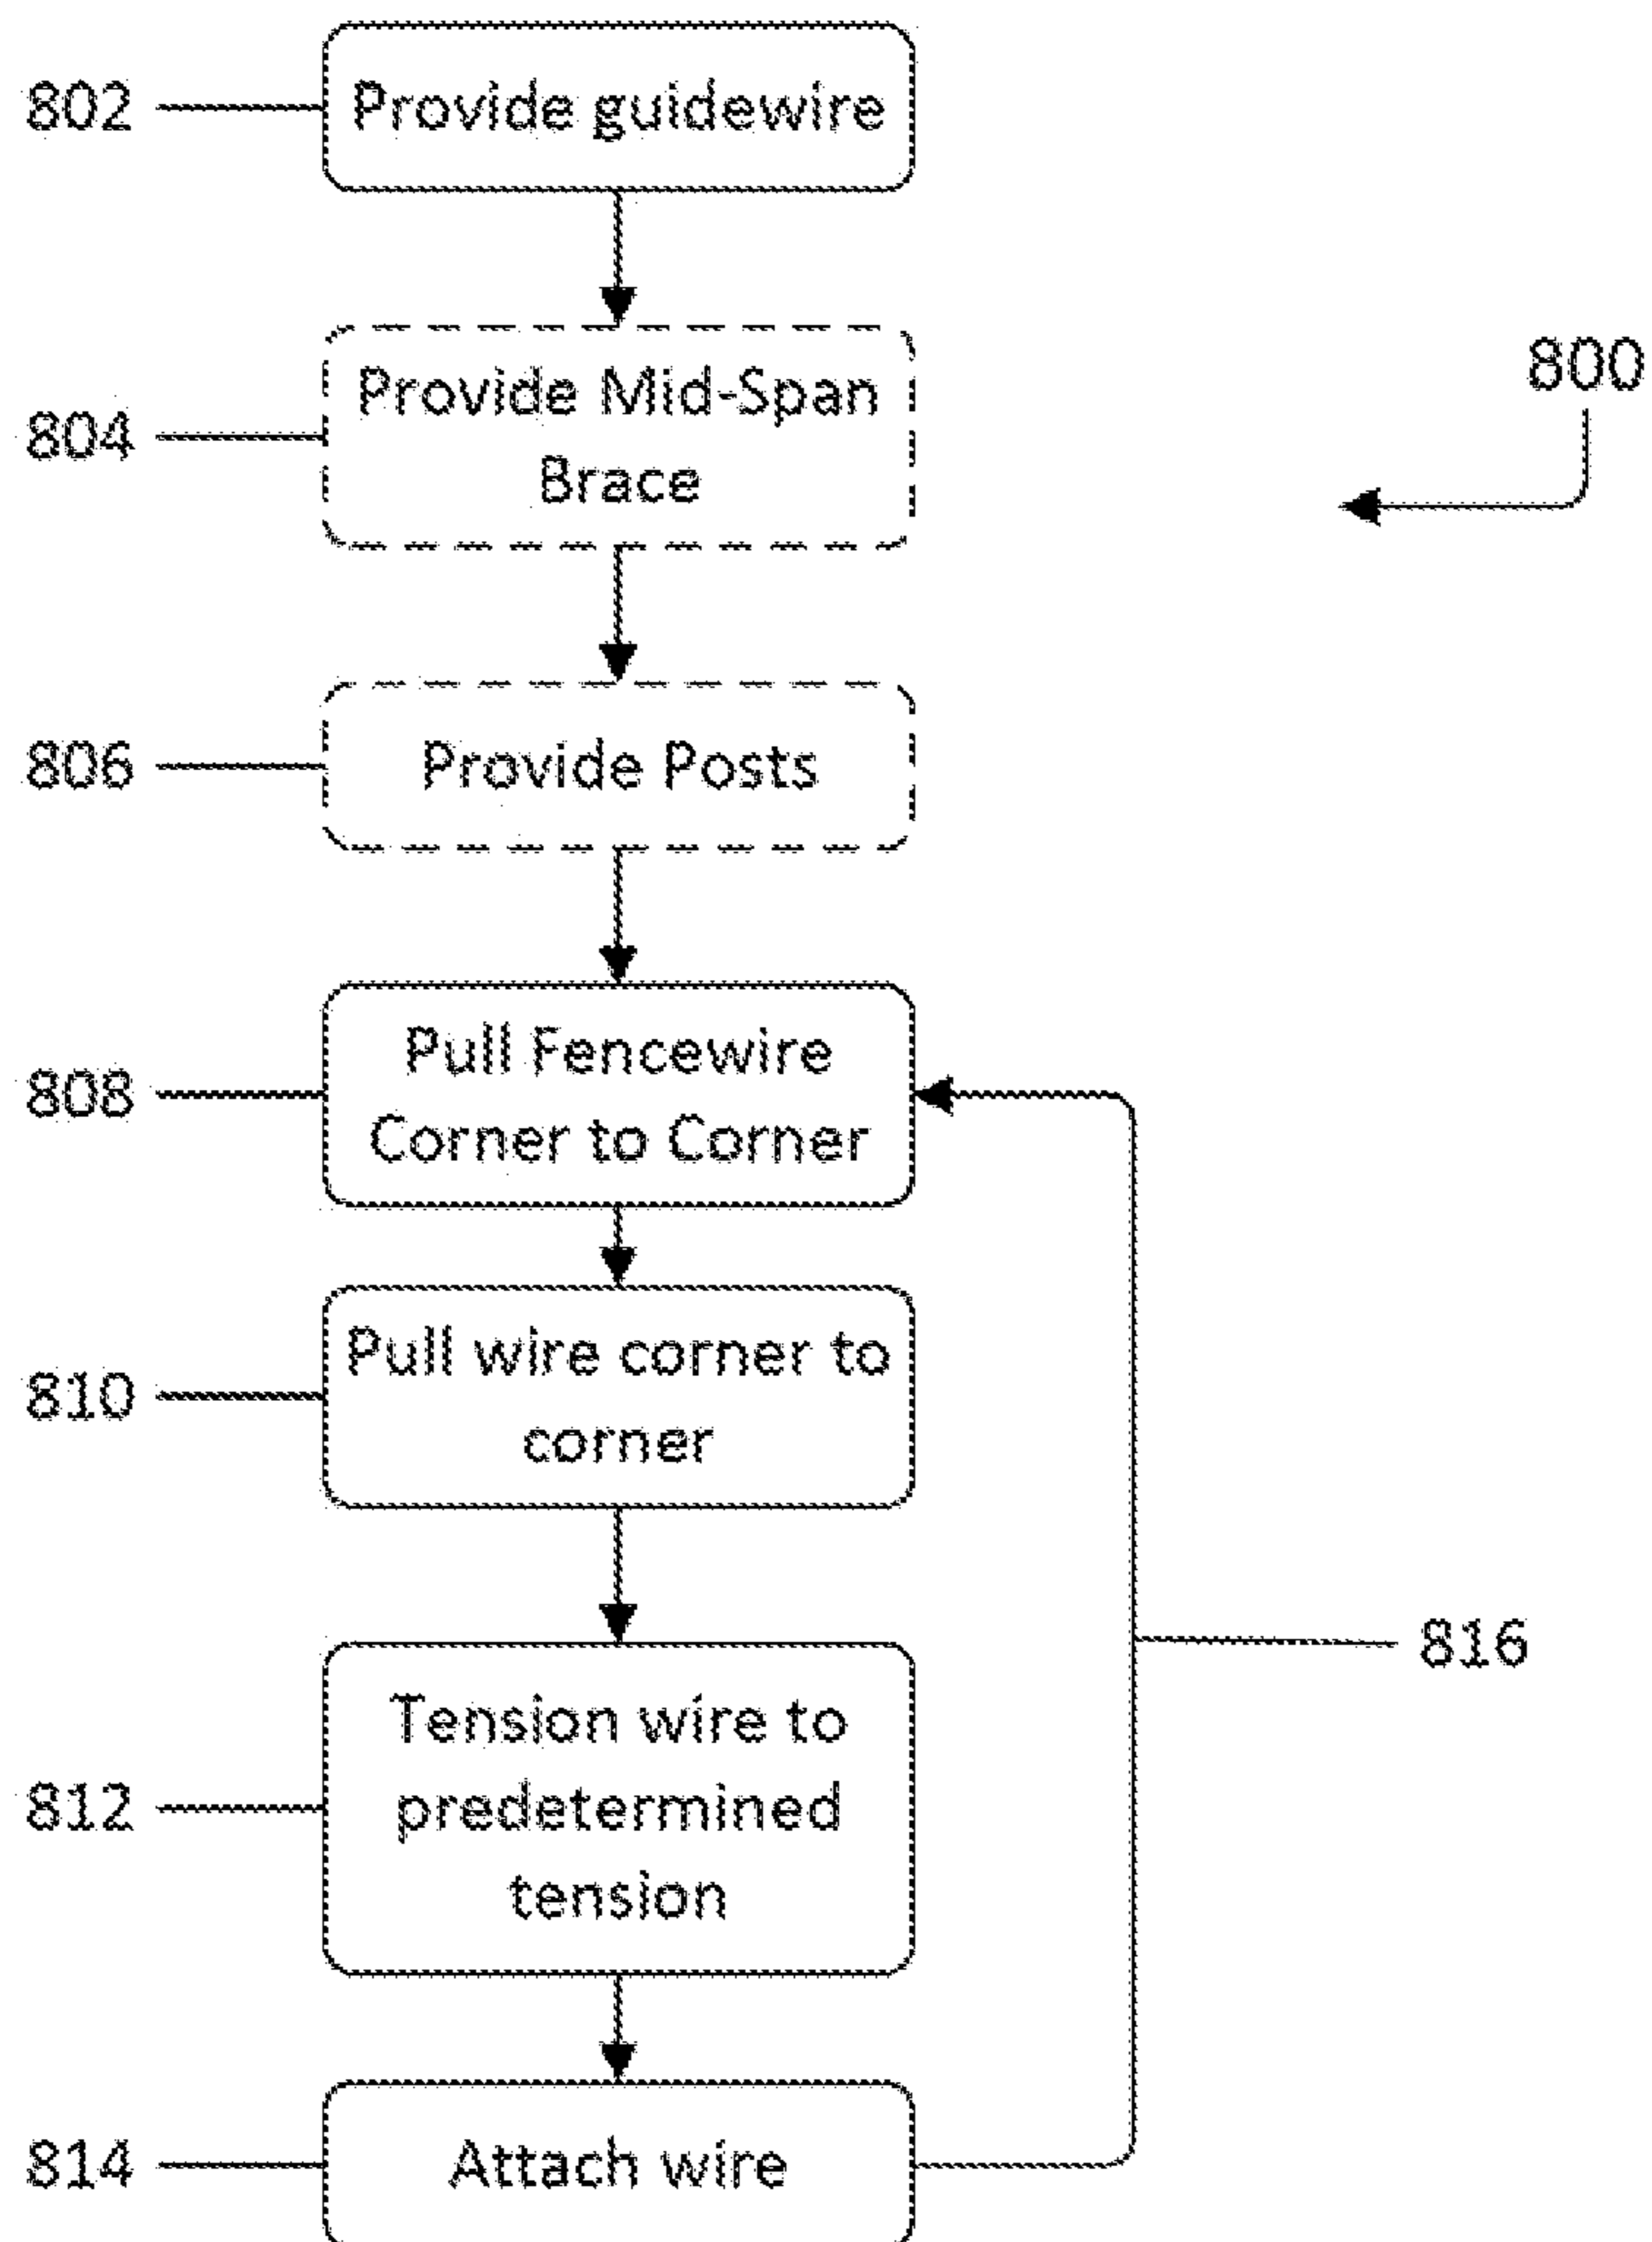 802
Provide guidewire
804
Provide Mid-Span
Brace
800
806
Provide Posts
808
Pull Fencewire
Corner to Corner
810
Pull wire corner to
corner
816
812
Tension wire to
predetermined
tension
814
Attach wire